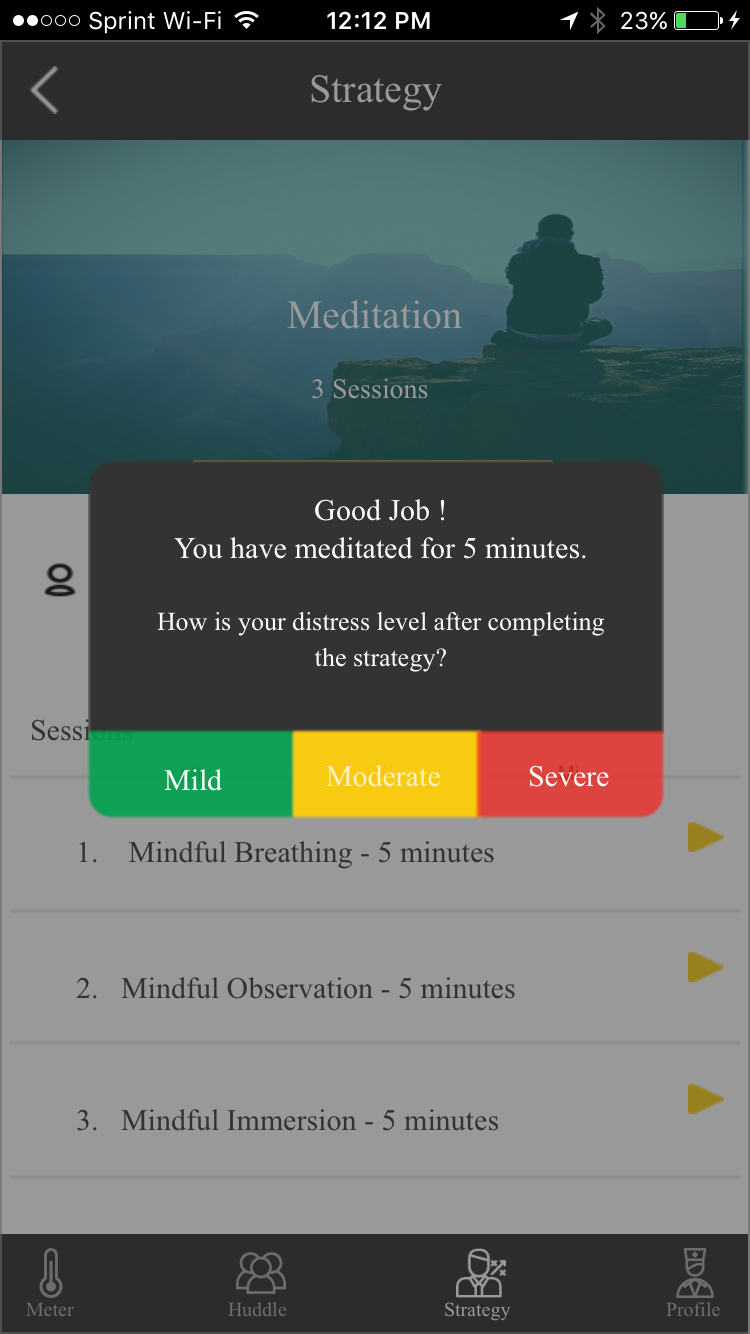 Sprint Wi-Fi 12:12 PM 23%
Strategy
Meditation
3 Sessions
Good Job !
You have meditated for 5 minutes.
How is your distress level after completing
the strategy?
Sessions
Mild Moderate Severe
1. Mindful Breathing - 5 minutes
2. Mindful Observation - 5 minutes
3. Mindful Immersion - 5 minutes
Meter Huddle Strategy Profile